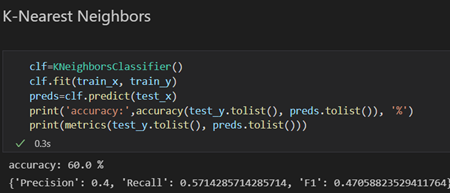 K-Nearest Neighbors
clf=KNeighborsClassifier()
clf.fit(train_x, train_y)
preds=clf.predict(test_x)
print('accuracy:',accuracy(test_y.tolist(), preds.tolist()), '%')
print(metrics(test_y.tolist(), preds.tolist()))
0.3s
accuracy: 60.0 %
{'Precision': 0.4, 'Recall': 0.5714285714285714, 'F1': 0.47058823529411764}